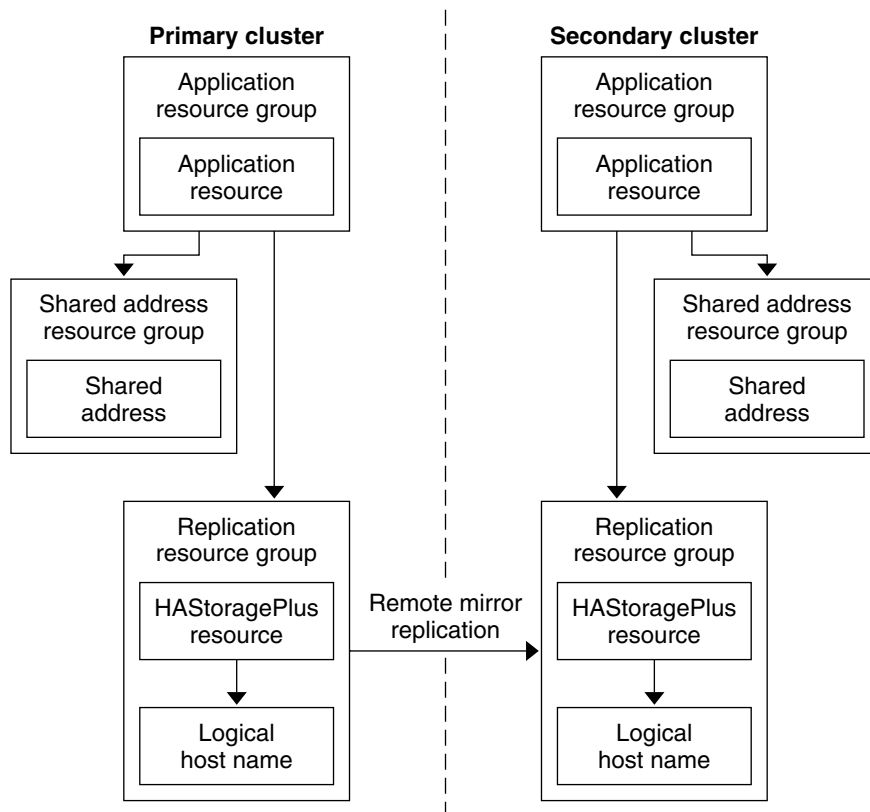 Primary cluster
Application
resource group
Application
resource
Shared address
resource group
Shared
address
Replication
resource group
HAStoragePlus
resource
Logical
host name
Remote mirror
replication
Secondary cluster
Application
resource group
Application
resource
Shared address
resource group
Shared
address
Replication
resource group
HAStoragePlus
resource
Logical
host name